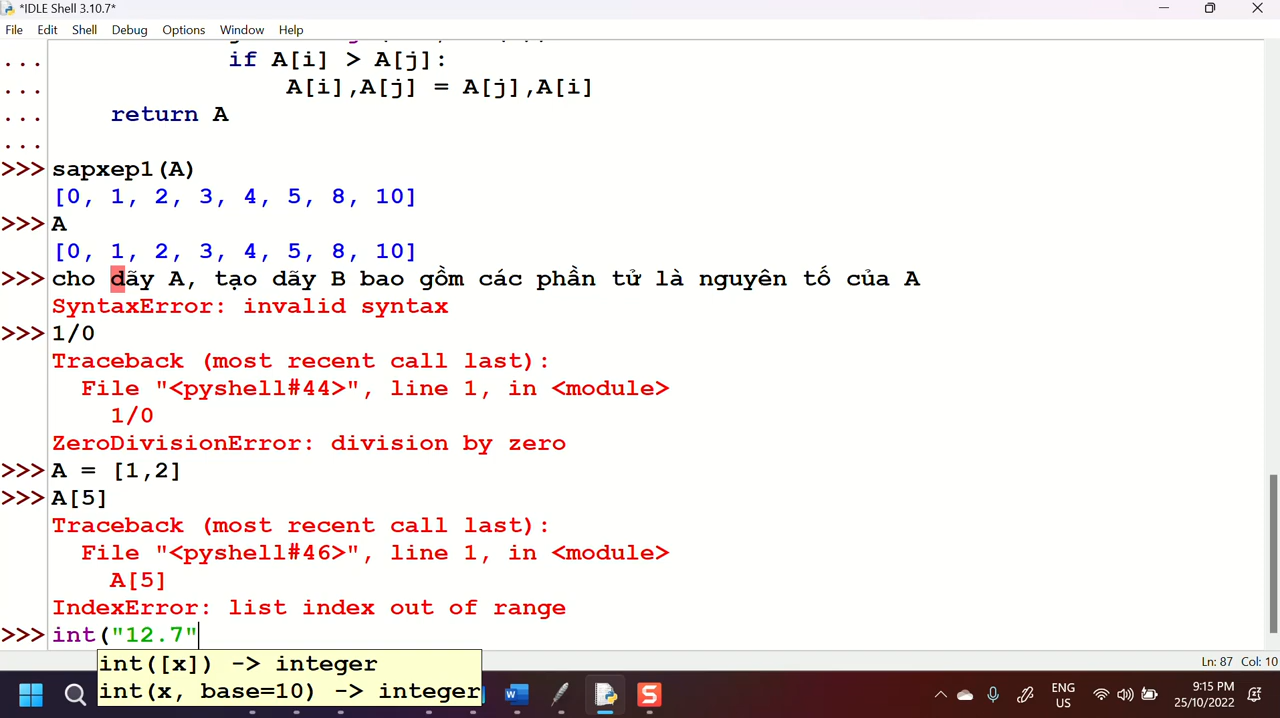 *IDLE Shell 3.10.7*
File Edit Shell Debug Options Window Help
... if A[i] > A[j]:
... A[i],A[j] = A[j],A[i]
... return A
...
>>> sapxep1(A)
[0, 1, 2, 3, 4, 5, 8, 10]
>>> A
[0, 1, 2, 3, 4, 5, 8, 10]
>>> cho dãy A, tạo dãy B bao gồm các phần tử là nguyên tố của A
SyntaxError: invalid syntax
>>> 1/0
Traceback (most recent call last):
File "<pyshell#44>", line 1, in <module>
1/0
ZeroDivisionError: division by zero
>>> A = [1,2]
>>> A[5]
Traceback (most recent call last):
File "<pyshell#46>", line 1, in <module>
A[5]
IndexError: list index out of range
>>> int("12.7"
int([x]) -> integer
int(x, base=10) -> integer
Ln: 87 Col: 10
ENG
US
9:15 PM
25/10/2022